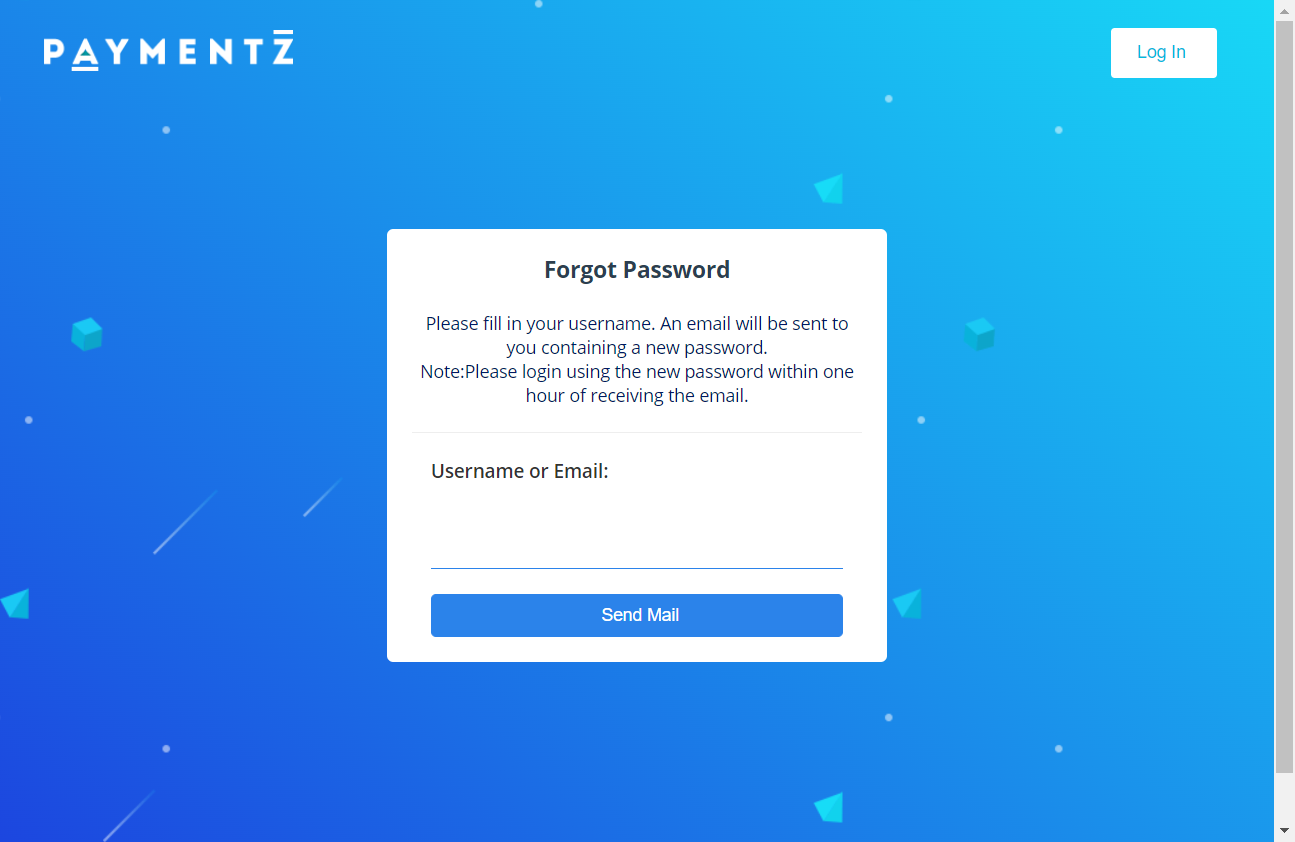 PAYMENTZ
Log In
Forgot Password
Please fill in your username. An email will be sent to
you containing a new password.
Note:Please login using the new password within one
hour of receiving the email.
Username or Email:
Send Mail